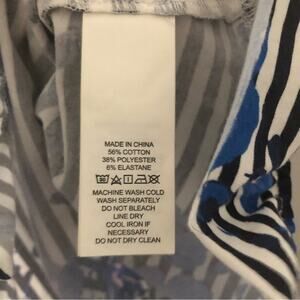 MADE IN CHINA
56% COTTON
38% POLYESTER
6% ELASTANE
MACHINE WASH COLD
WASH SEPARATELY
DO NOT BLEACH
LINE DRY
COOL IRON IF
NECESSARY
DO NOT DRY CLEAN